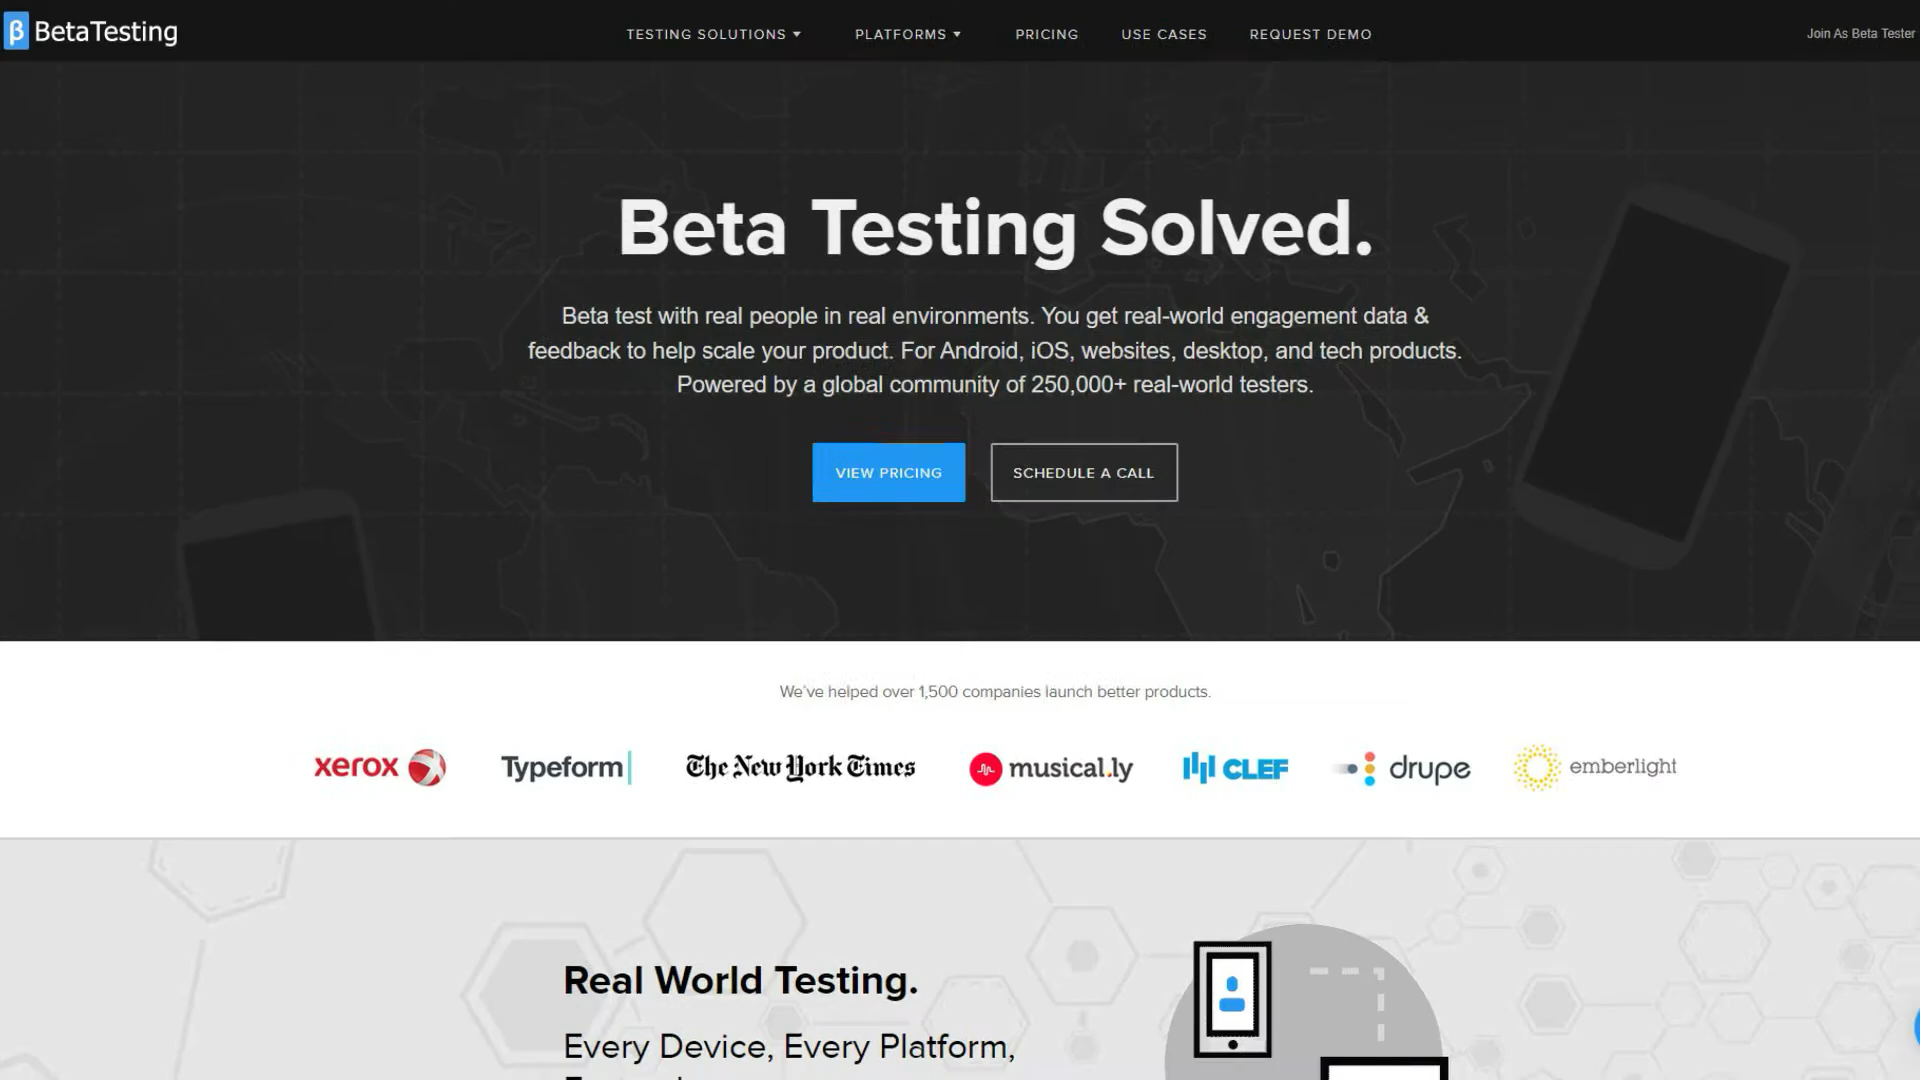 β BetaTesting
TESTING SOLUTIONS PLATFORMS PRICING USE CASES REQUEST DEMO
Join As Beta Tester
Beta Testing Solved.
Beta test with real people in real environments. You get real-world engagement data &
feedback to help scale your product. For Android, iOS, websites, desktop, and tech products.
Powered by a global community of 250,000+ real-world testers.
VIEW PRICING SCHEDULE A CALL
We've helped over 1,500 companies launch better products.
xerox Typeform The New York Times musical.ly CLEF drupe emberlight
Real World Testing.
Every Device, Every Platform,